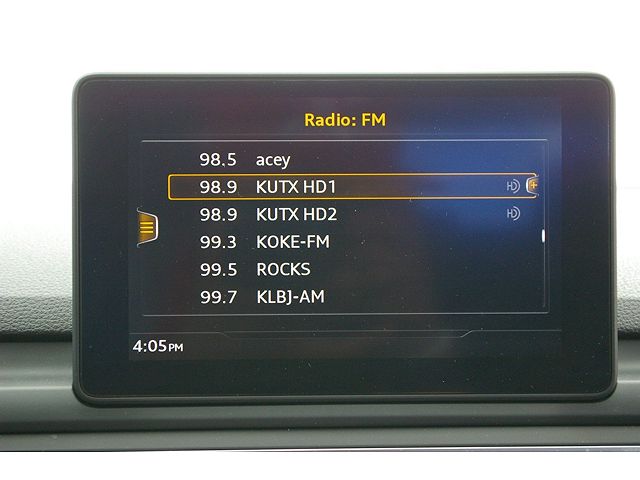 Radio: FM
98.5 acey
98.9 KUTX HD1
98.9 KUTX HD2
99.3 KOKE-FM
99.5 ROCKS
99.7 KLBJ-AM
4:05PM